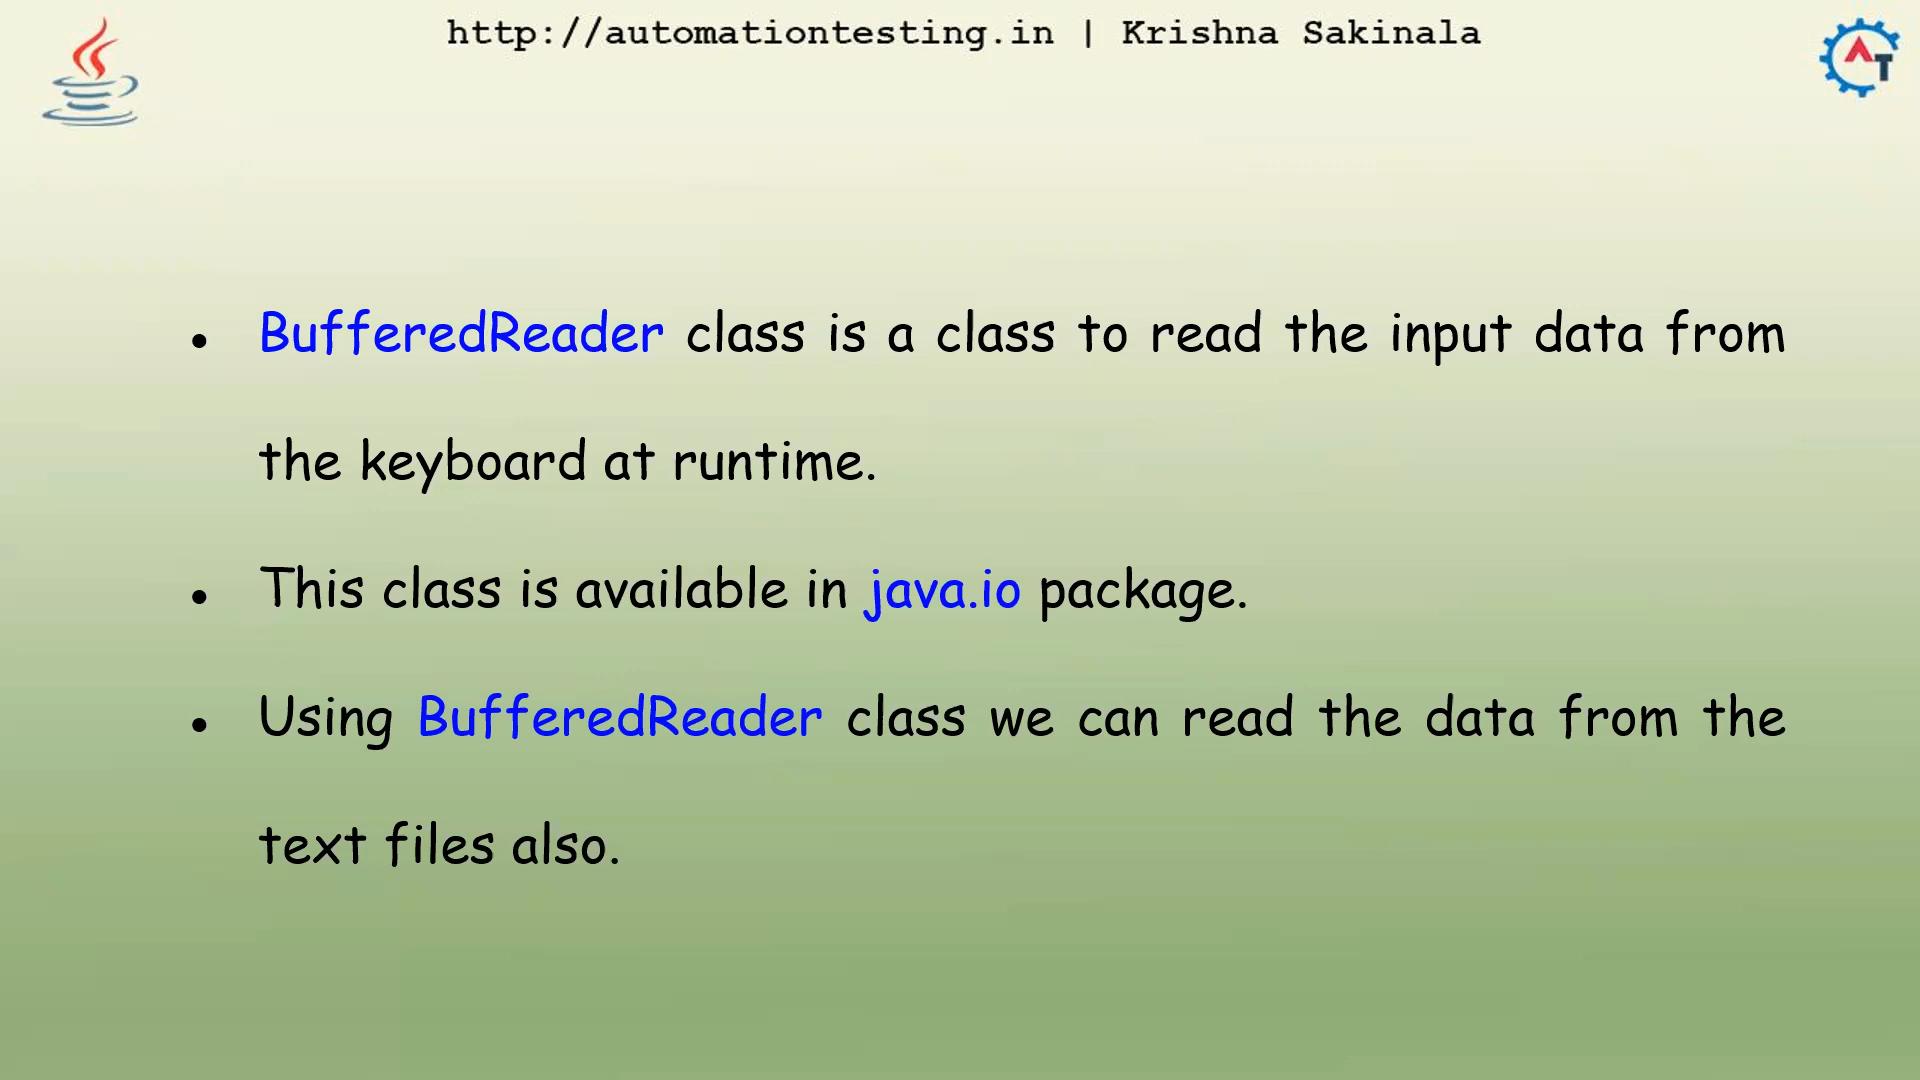 http://automationtesting.in | Krishna Sakinala
AT
• BufferedReader class is a class to read the input data from
the keyboard at runtime.
• This class is available in java.io package.
• Using BufferedReader class we can read the data from the
text files also.